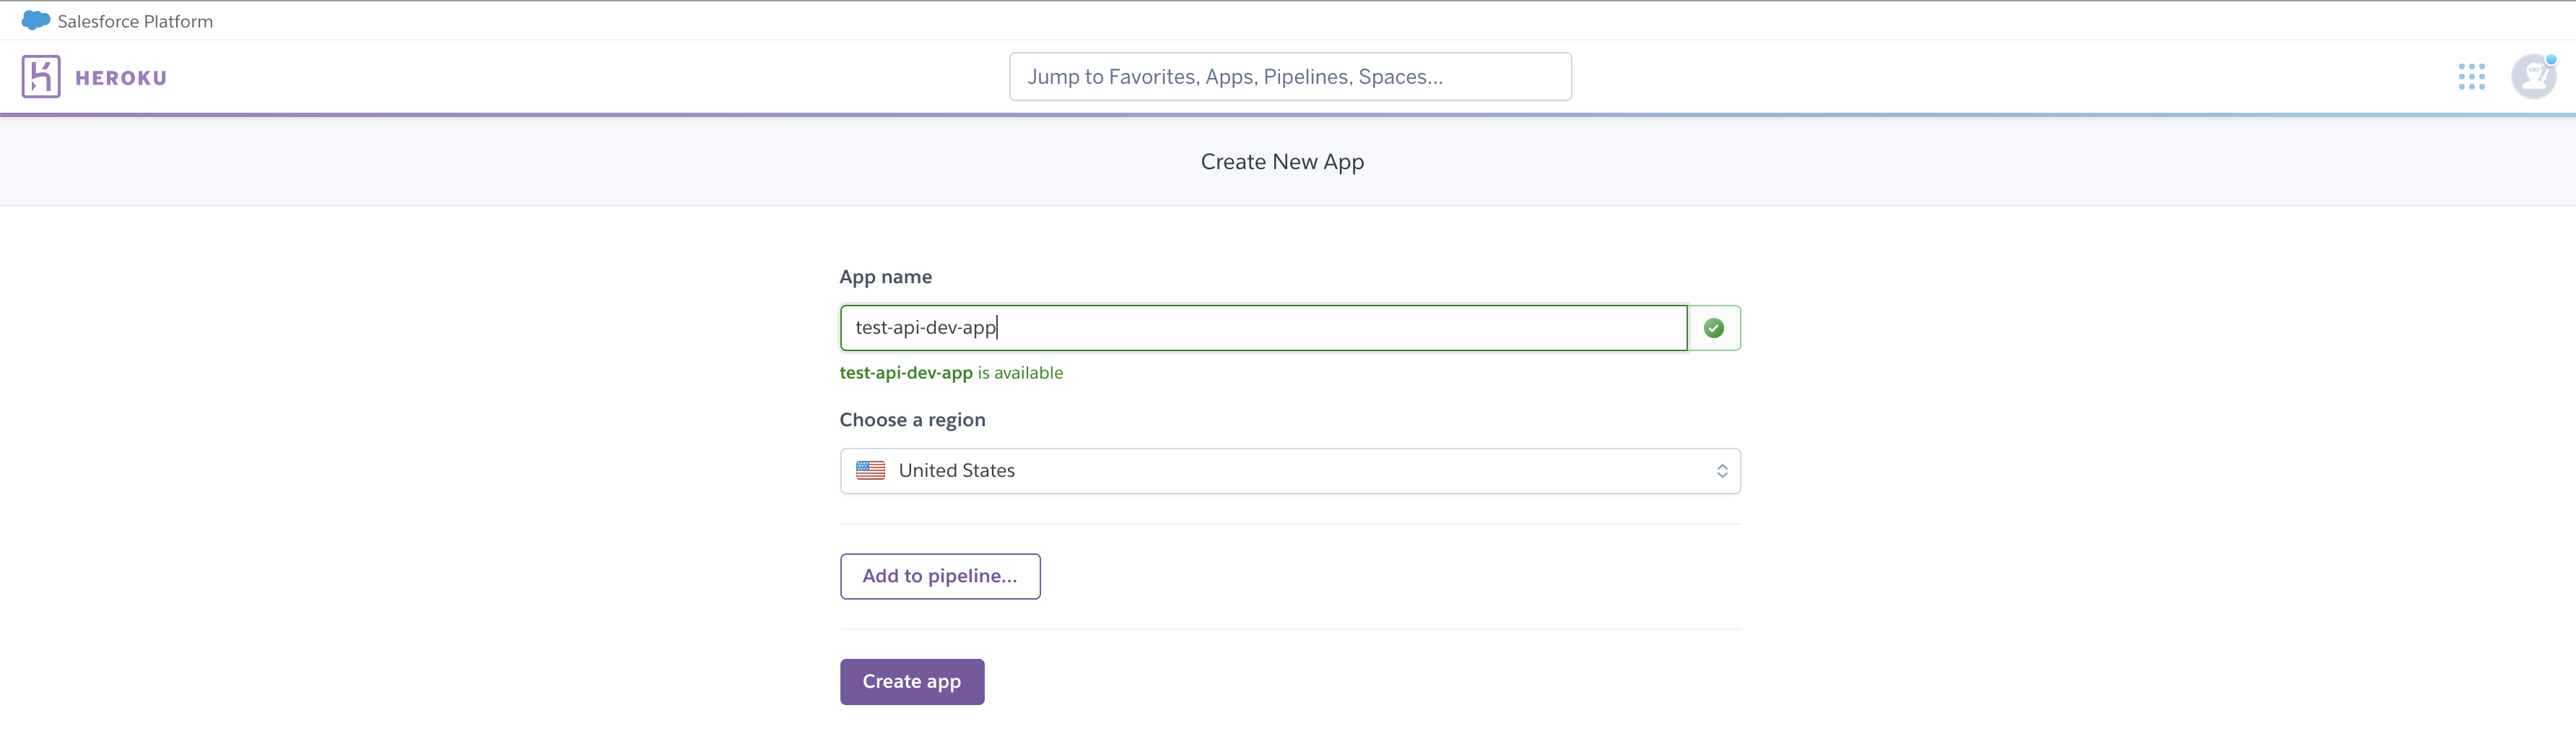 Salesforce Platform
HEROKU
Jump to Favorites, Apps, Pipelines, Spaces...
Create New App
App name
test-api-dev-app
test-api-dev-app is available
Choose a region
United States
Add to pipeline...
Create app